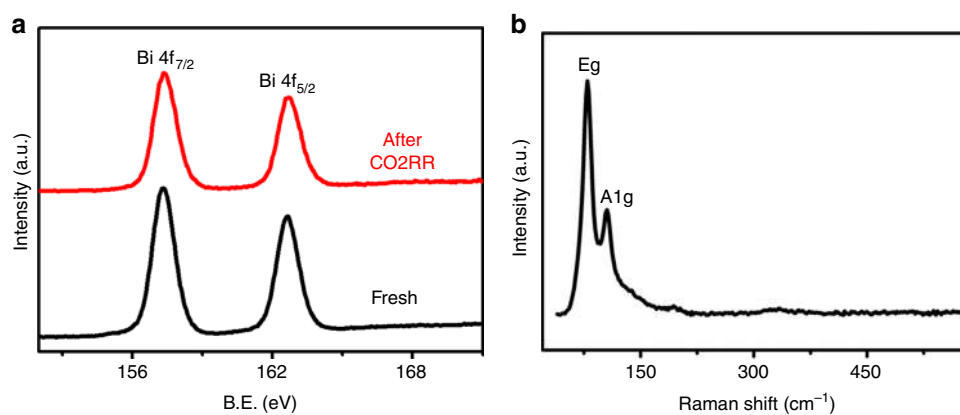 a
Bi 4f7/2
Bi 4f5/2
After
CO2RR
Fresh
Intensity (a.u.)
156
162
168
B.E. (eV)
b
Eg
A1g
Intensity (a.u.)
150
300
450
Raman shift (cm⁻¹)